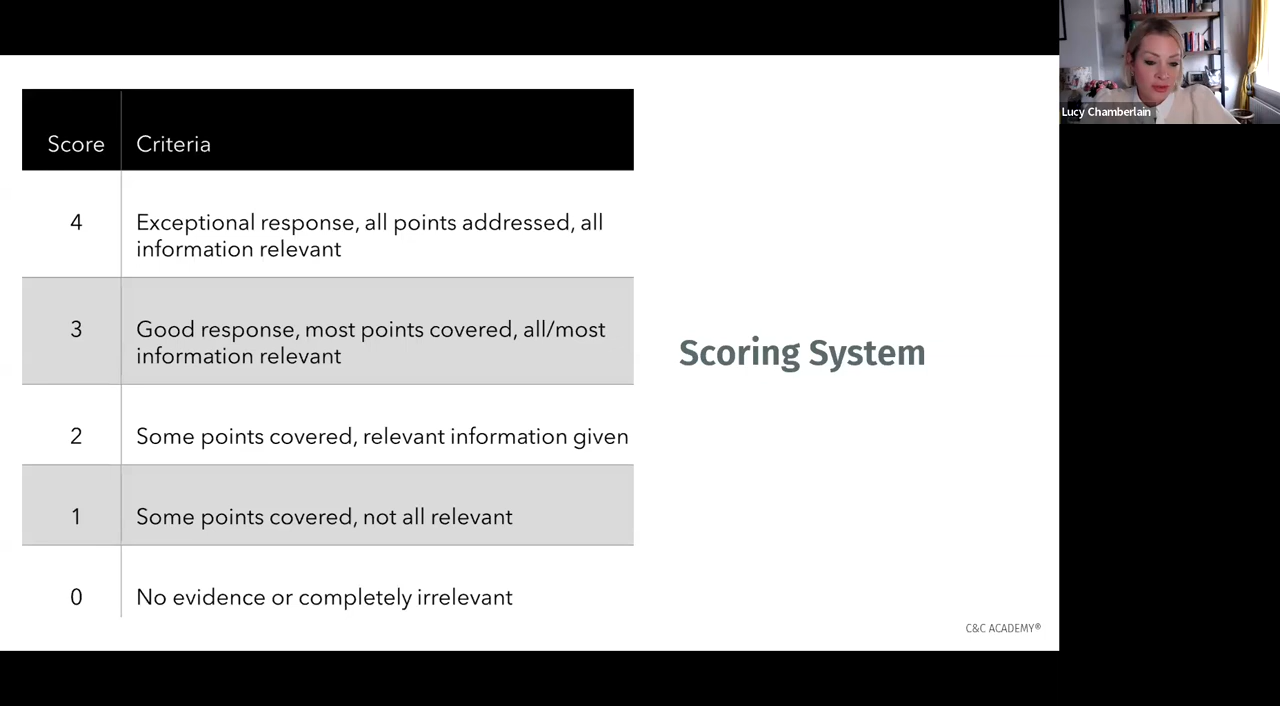 Score Criteria
4 Exceptional response, all points addressed, all
information relevant
3 Good response, most points covered, all/most
information relevant
2 Some points covered, relevant information given
1 Some points covered, not all relevant
0 No evidence or completely irrelevant
Scoring System
C&C ACADEMY®
Lucy Chamberlain